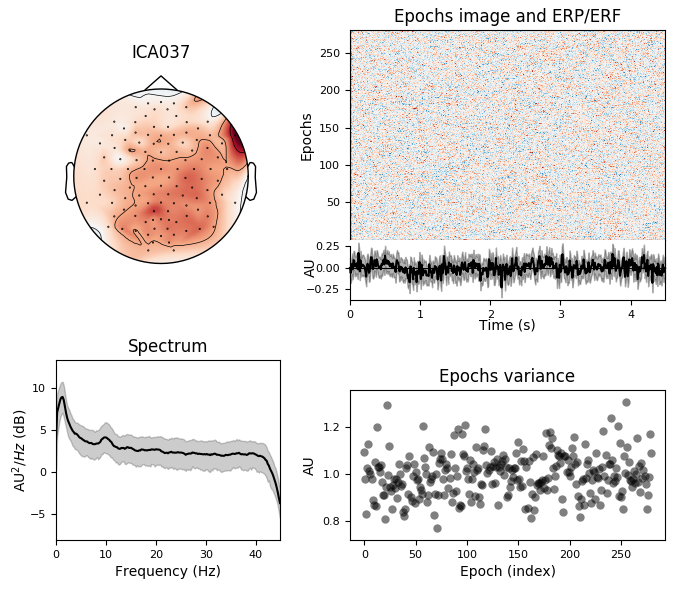 ICA037
Epochs image and ERP/ERF
Epochs
250
200
150
100
50
AU
0.25
0.00
−0.25
0 1 2 3 4
Time (s)
Spectrum
AU²/Hz (dB)
10
5
0
−5
0 10 20 30 40
Frequency (Hz)
Epochs variance
AU
1.2
1.0
0.8
0 50 100 150 200 250
Epoch (index)